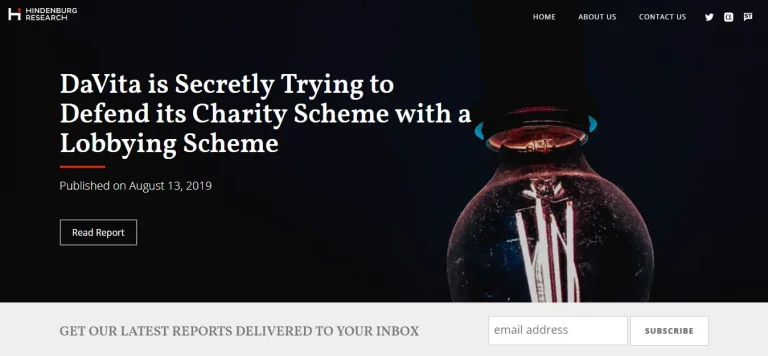 HINDENBURG
RESEARCH
HOME ABOUT US CONTACT US
DaVita is Secretly Trying to
Defend its Charity Scheme with a
Lobbying Scheme
Published on August 13, 2019
Read Report
GET OUR LATEST REPORTS DELIVERED TO YOUR INBOX
email address
SUBSCRIBE